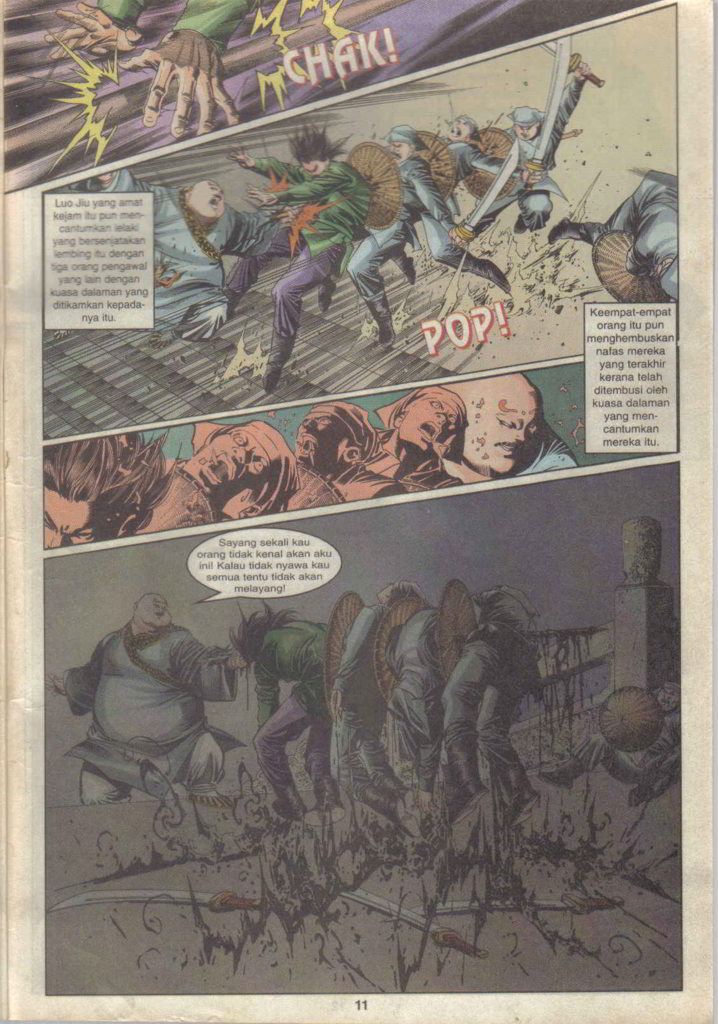 CHAK!
Luo Jiu yang amat
kejam itu pun men-
cantumkan lelaki
yang bersenjatakan
lembing itu dengan
tiga orang pengawal
yang lain dengan
kuasa dalaman yang
ditikamkan kepada-
nya itu.
POP!
Keempat-empat
orang itu pun
menghembuskan
nafas mereka
yang terakhir
kerana telah
ditembusi oleh
kuasa dalaman
yang men-
cantumkan
mereka itu.
Sayang sekali kau
orang tidak kenal akan aku
ini! Kalau tidak nyawa kau
semua tentu tidak akan
melayang!
11